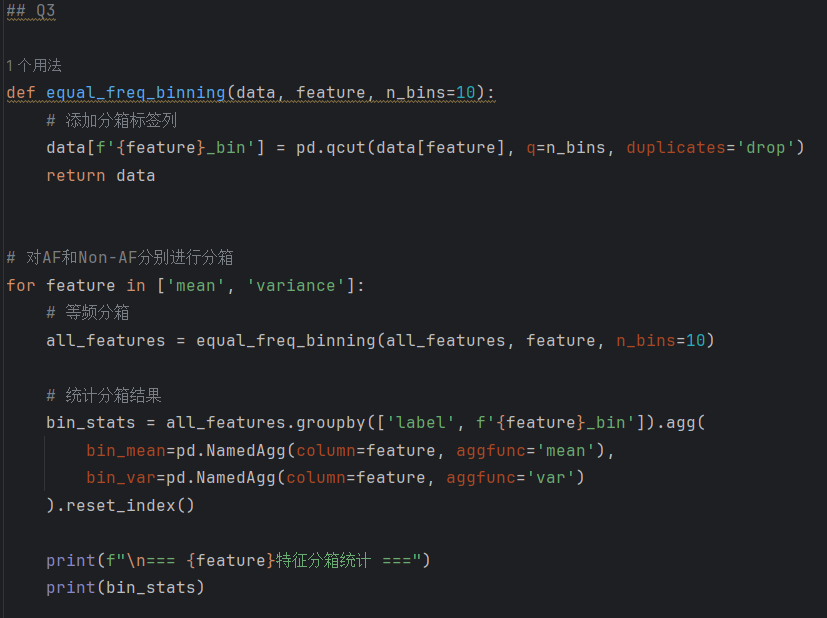 ## Q3
1 个用法
def equal_freq_binning(data, feature, n_bins=10):
    # 添加分箱标签列
    data[f'{feature}_bin'] = pd.qcut(data[feature], q=n_bins, duplicates='drop')
    return data
# 对AF和Non-AF分别进行分箱
for feature in ['mean', 'variance']:
    # 等频分箱
    all_features = equal_freq_binning(all_features, feature, n_bins=10)
    # 统计分箱结果
    bin_stats = all_features.groupby(['label', f'{feature}_bin']).agg(
        bin_mean=pd.NamedAgg(column=feature, aggfunc='mean'),
        bin_var=pd.NamedAgg(column=feature, aggfunc='var')
    ).reset_index()
    print(f"\n=== {feature}特征分箱统计 ===")
    print(bin_stats)